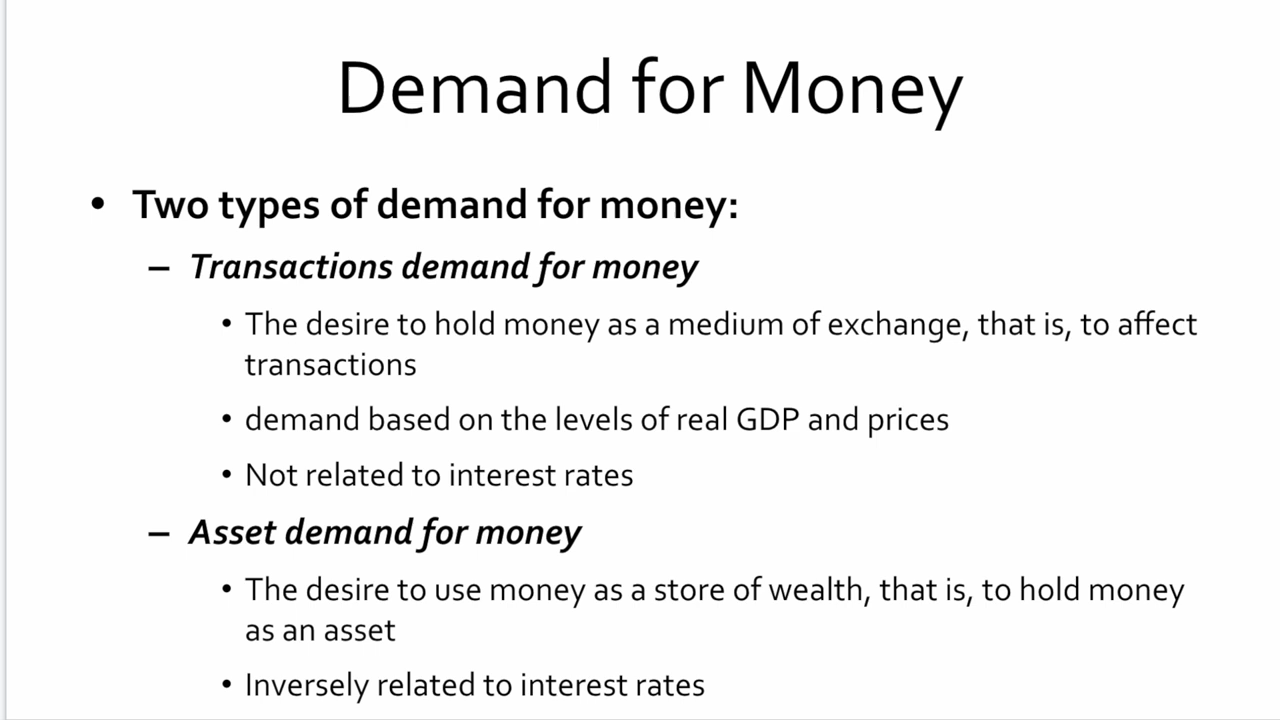 Demand for Money
• Two types of demand for money:
– Transactions demand for money
• The desire to hold money as a medium of exchange, that is, to affect
transactions
• demand based on the levels of real GDP and prices
• Not related to interest rates
– Asset demand for money
• The desire to use money as a store of wealth, that is, to hold money
as an asset
• Inversely related to interest rates